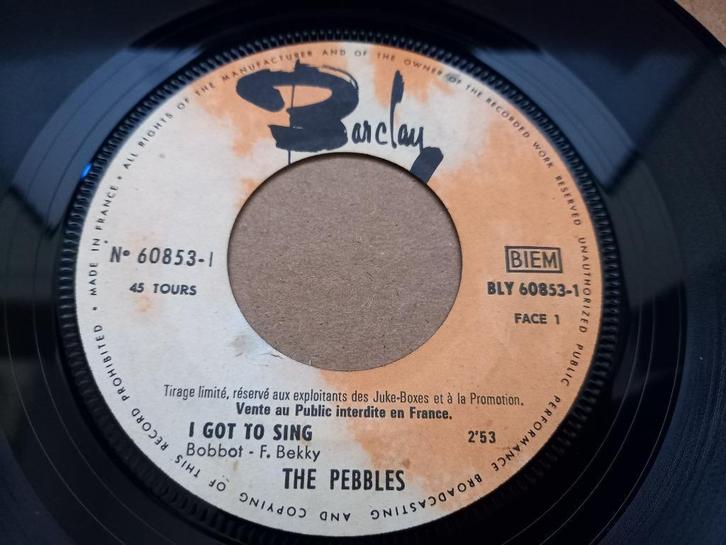 Barclay
Nº 60853-1
45 TOURS
BIEM
BLY 60853-1
FACE 1
Tirage limité, réservé aux exploitants des Juke-Boxes et à la Promotion.
Vente au Public interdite en France.
I GOT TO SING 2'53
Bobbot - F. Bekky
THE PEBBLES
• MADE IN FRANCE • ALL RIGHTS OF THE MANUFACTURER AND OF THE OWNER OF THE RECORDED WORK RESERVED UNAUTHORIZED PUBLIC PERFORMANCE BROADCASTING AND COPYING OF THIS RECORD PROHIBITED